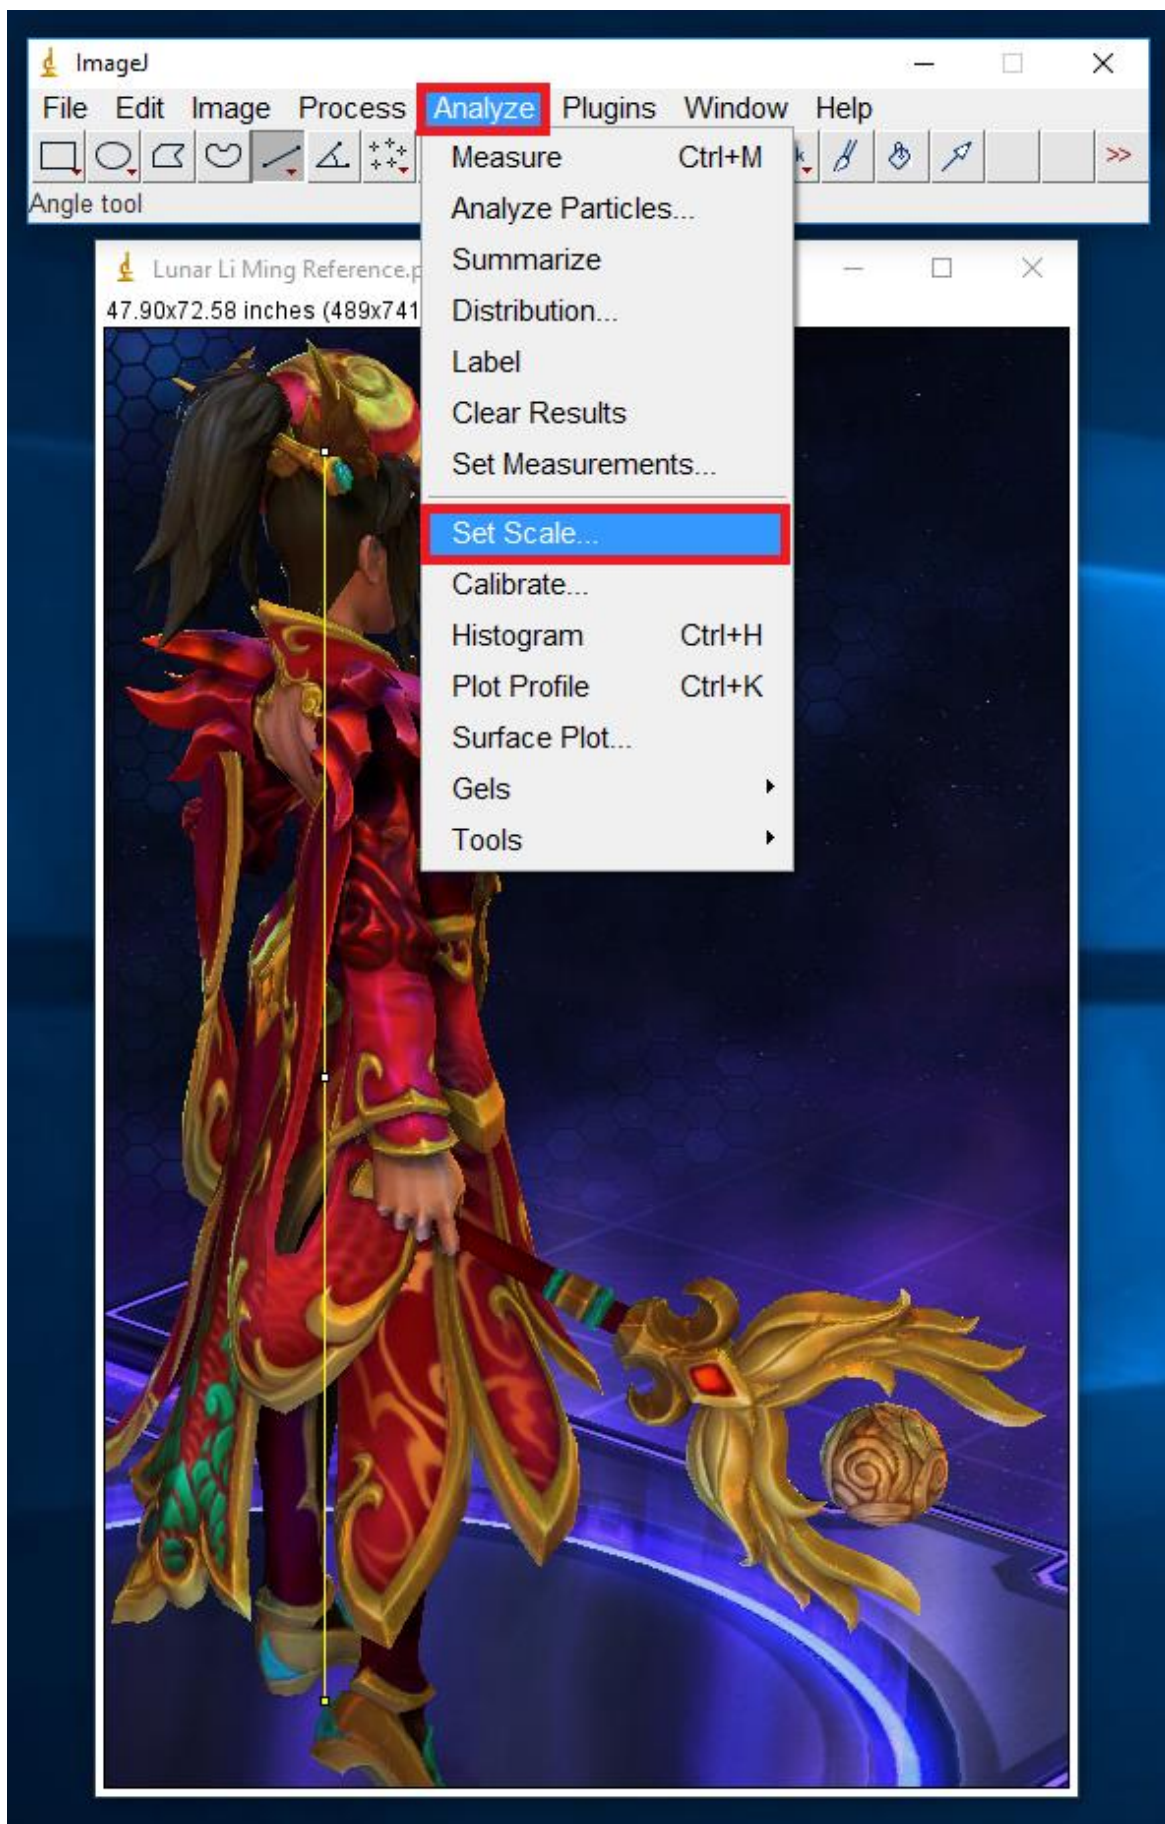 ImageJ
File Edit Image Process Analyze Plugins Window Help
Angle tool
Measure Ctrl+M
Analyze Particles...
Summarize
Distribution...
Label
Clear Results
Set Measurements...
Set Scale...
Calibrate...
Histogram Ctrl+H
Plot Profile Ctrl+K
Surface Plot...
Gels
Tools
Lunar Li Ming Reference.p
47.90x72.58 inches (489x741